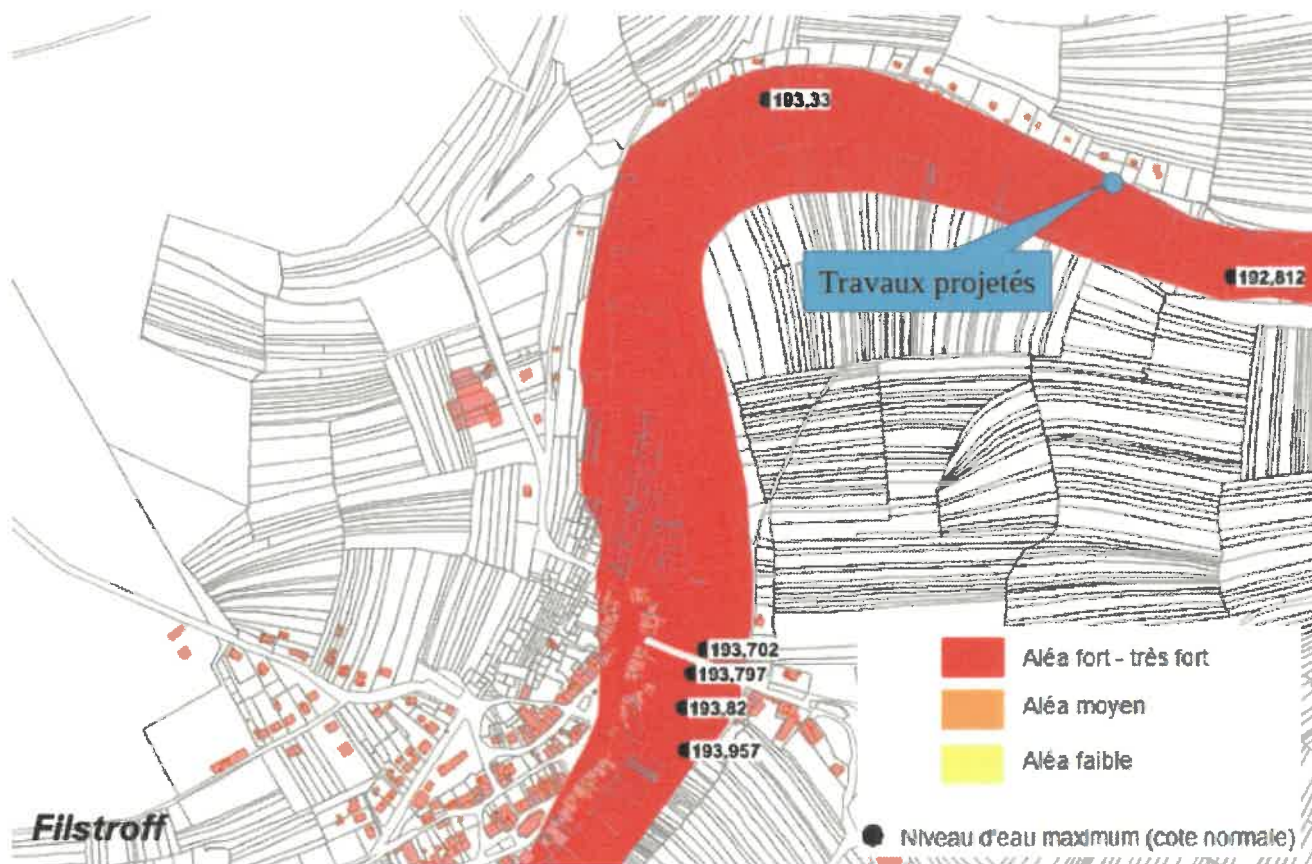 193,33
Travaux projetés
192,812
193,702
193,797
193,82
193,957
Aléa fort - très fort
Aléa moyen
Aléa faible
Filstroff
Niveau d'eau maximum (cote normale)